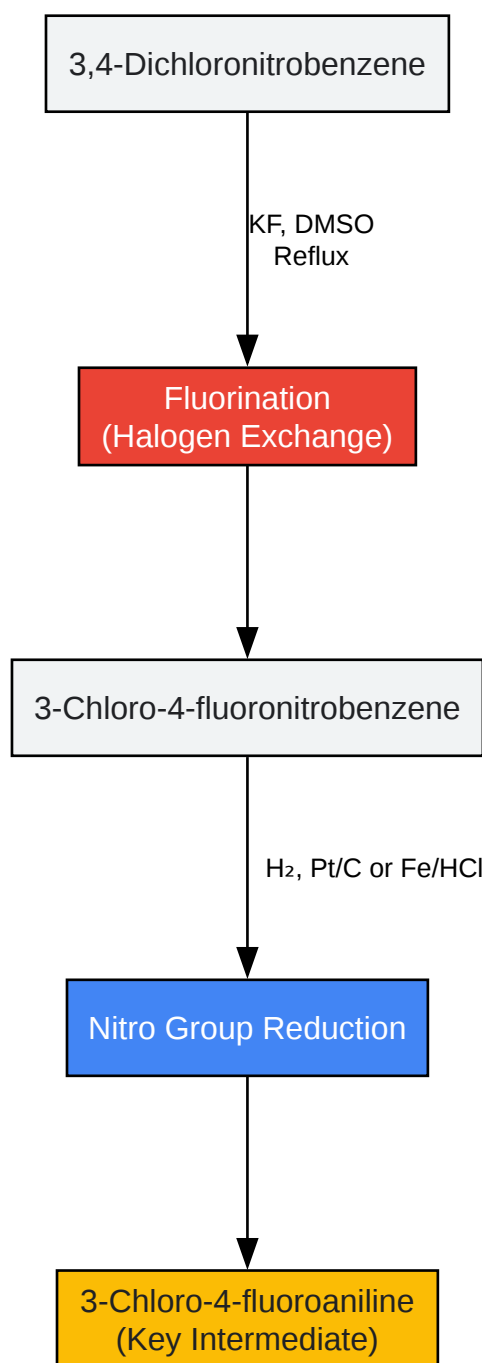 3,4-Dichloronitrobenzene
KF, DMSO
Reflux
Fluorination
(Halogen Exchange)
3-Chloro-4-fluoronitrobenzene
H₂, Pt/C or Fe/HCl
Nitro Group Reduction
3-Chloro-4-fluoroaniline
(Key Intermediate)